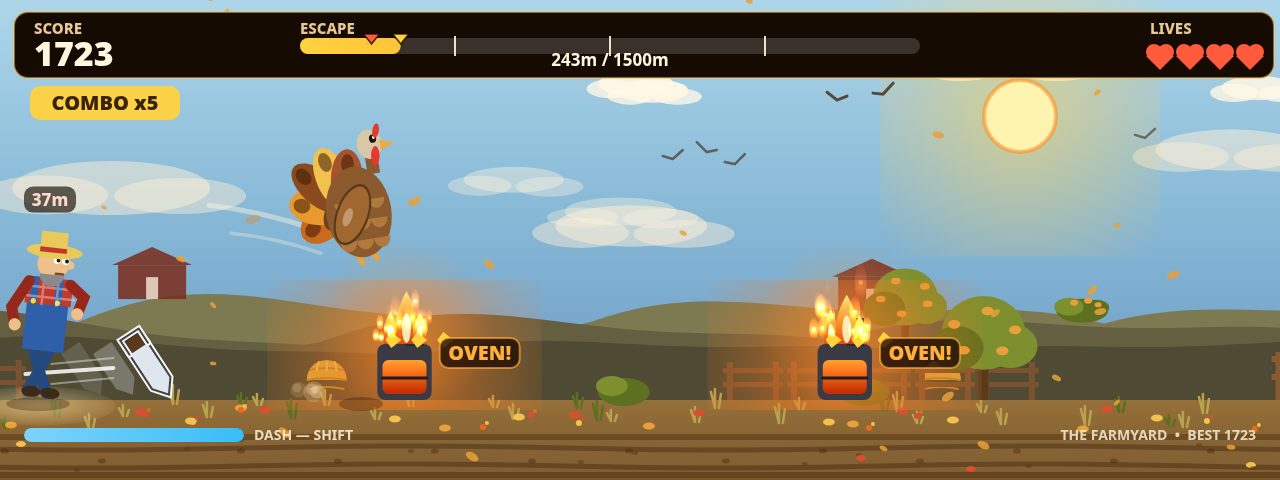 SCORE
1723
ESCAPE
243m / 1500m
LIVES
COMBO x5
37m
OVEN!
OVEN!
DASH — SHIFT
THE FARMYARD • BEST 1723